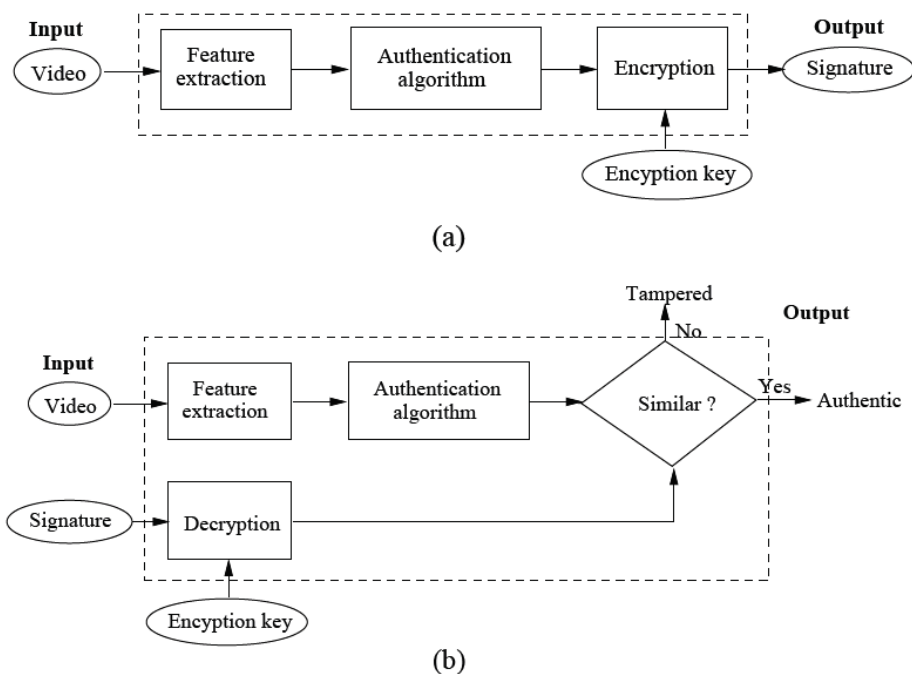 Input
Output
Video
Feature
extraction
Authentication
algorithm
Encryption
Signature
Encyption key
(a)
Tampered
No
Output
Input
Video
Feature
extraction
Authentication
algorithm
Similar ?
Yes
Authentic
Signature
Decryption
Encyption key
(b)